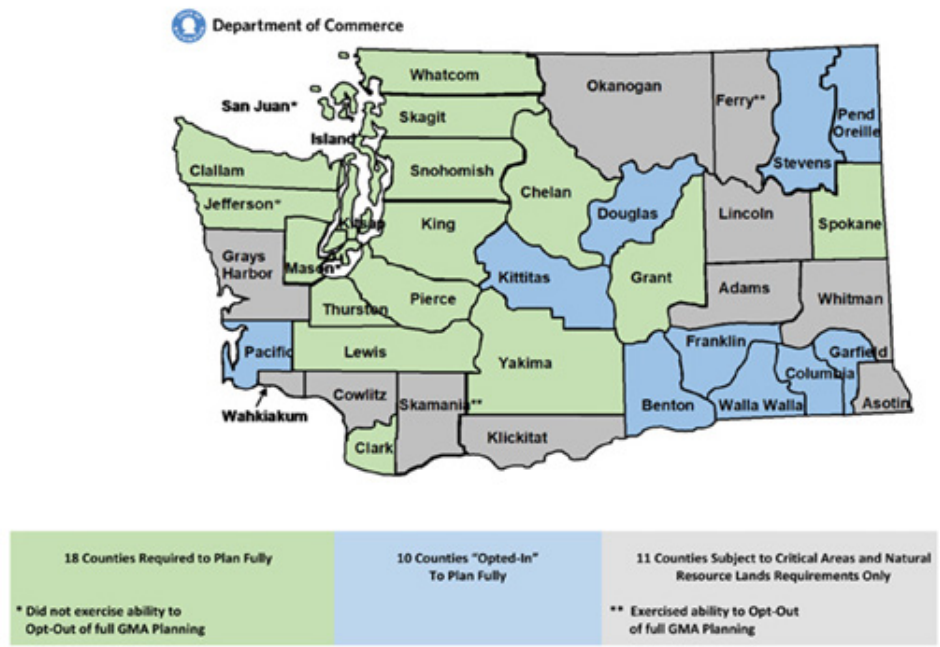 Department of Commerce
Whatcom
Okanogan
Ferry**
Pend
Oreille
San Juan*
Skagit
Island
Stevens
Clallam
Snohomish
Chelan
Jefferson*
Douglas
Lincoln
Spokane
Kitsap
King
Grays
Harbor
Mason*
Kittitas
Grant
Adams
Whitman
Thurston
Pierce
Franklin
Pacific
Lewis
Yakima
Garfield
Columbia
Cowlitz
Skamania**
Benton
Walla Walla
Asotin
Wahkiakum
Clark
Klickitat
18 Counties Required to Plan Fully
* Did not exercise ability to
Opt-Out of full GMA Planning
10 Counties “Opted-In”
To Plan Fully
11 Counties Subject to Critical Areas and Natural
Resource Lands Requirements Only
** Exercised ability to Opt-Out
of full GMA Planning